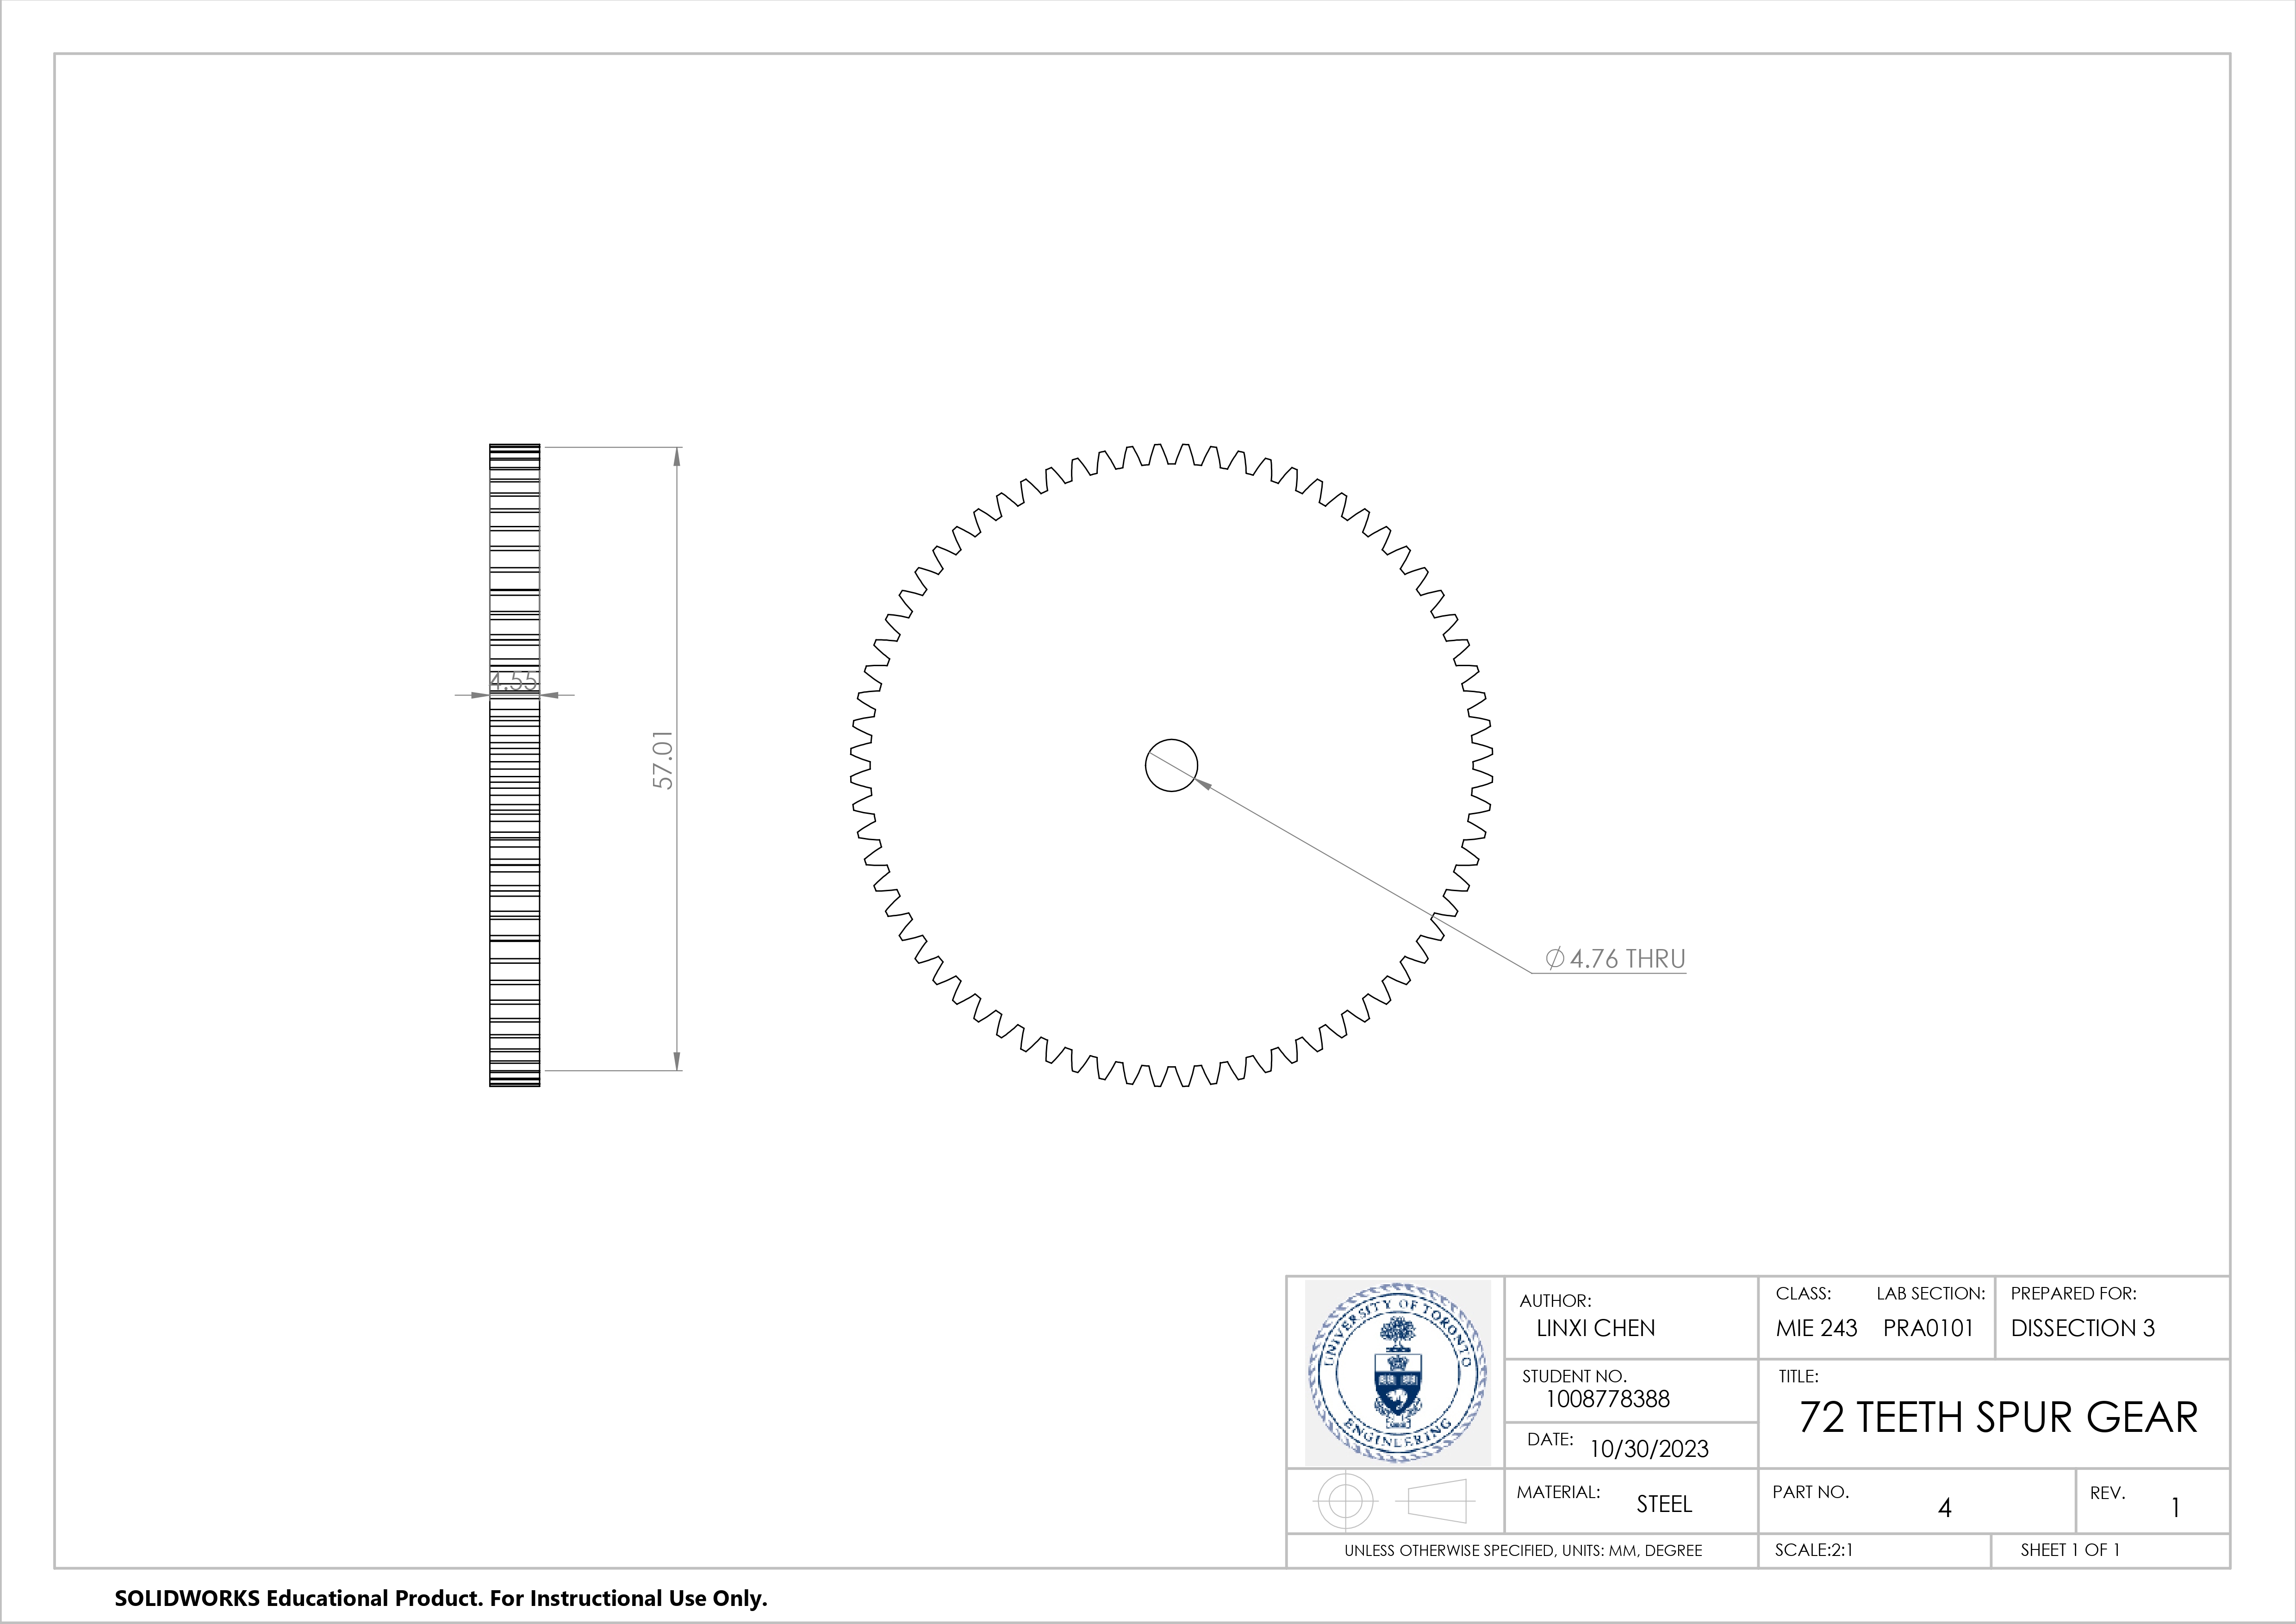 4.55
57.01
∅4.76 THRU
UNIVERSITY OF TORONTO
AUTHOR:
LINXI CHEN
CLASS: LAB SECTION:
MIE 243 PRA0101
PREPARED FOR:
DISSECTION 3
STUDENT NO.
1008778388
DATE: 10/30/2023
TITLE:
72 TEETH SPUR GEAR
MATERIAL: STEEL
PART NO. 4
REV. 1
UNLESS OTHERWISE SPECIFIED, UNITS: MM, DEGREE
SCALE:2:1
SHEET 1 OF 1
SOLIDWORKS Educational Product. For Instructional Use Only.